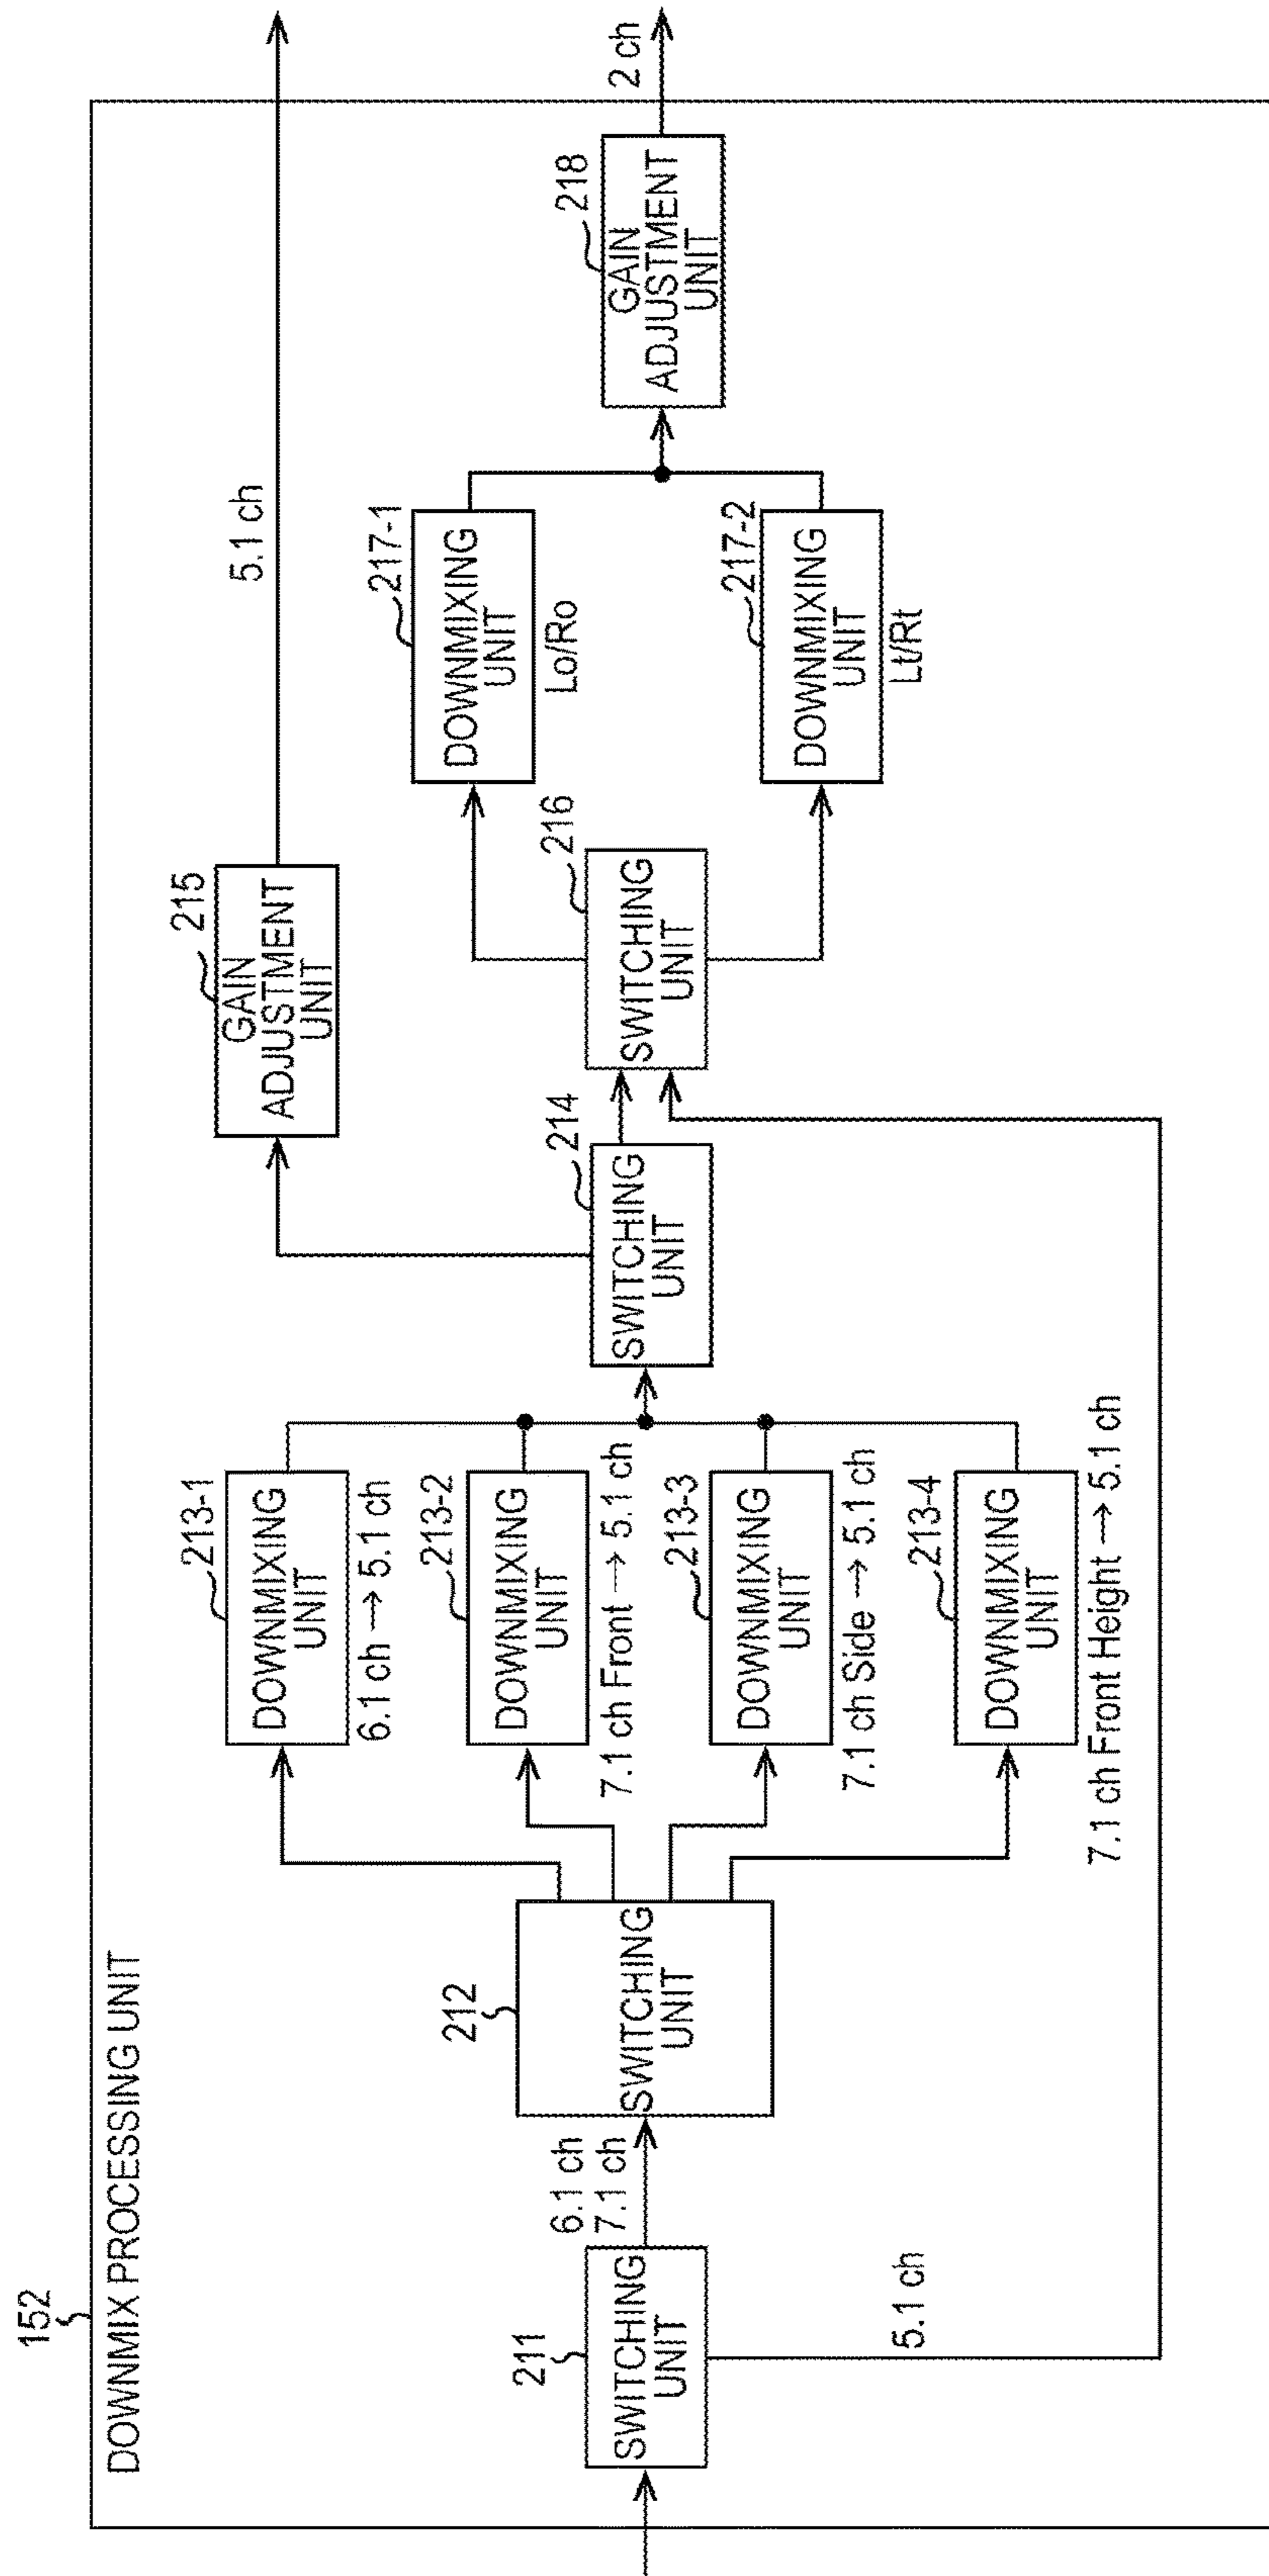 152
DOWNMIX PROCESSING UNIT
211
SWITCHING
UNIT
5.1 ch
6.1 ch
7.1 ch
212
SWITCHING
UNIT
213-1
DOWNMIXING
UNIT
6.1 ch → 5.1 ch
213-2
DOWNMIXING
UNIT
7.1 ch Front → 5.1 ch
213-3
DOWNMIXING
UNIT
7.1 ch Side → 5.1 ch
213-4
DOWNMIXING
UNIT
7.1 ch Front Height → 5.1 ch
214
SWITCHING
UNIT
215
GAIN
ADJUSTMENT
UNIT
5.1 ch
216
SWITCHING
UNIT
217-1
DOWNMIXING
UNIT
Lo/Ro
217-2
DOWNMIXING
UNIT
Lt/Rt
218
GAIN
ADJUSTMENT
UNIT
2 ch